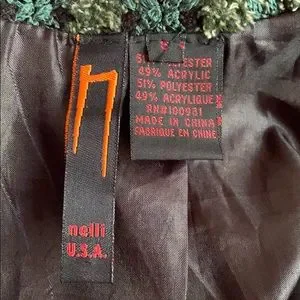 n
nelli
U.S.A.
51% POLYESTER
49% ACRYLIC
51% POLYESTER
49% ACRYLIQUE
RN#100931
MADE IN CHINA
FABRIQUE EN CHINE